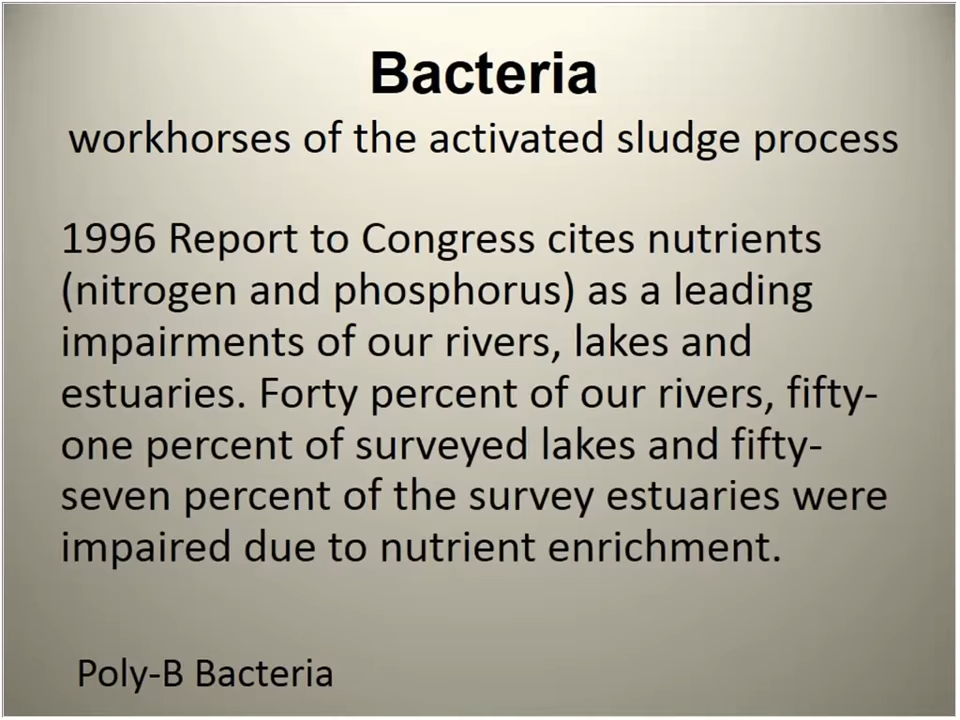 Bacteria
workhorses of the activated sludge process
1996 Report to Congress cites nutrients
(nitrogen and phosphorus) as a leading
impairments of our rivers, lakes and
estuaries. Forty percent of our rivers, fifty-
one percent of surveyed lakes and fifty-
seven percent of the survey estuaries were
impaired due to nutrient enrichment.
Poly-B Bacteria